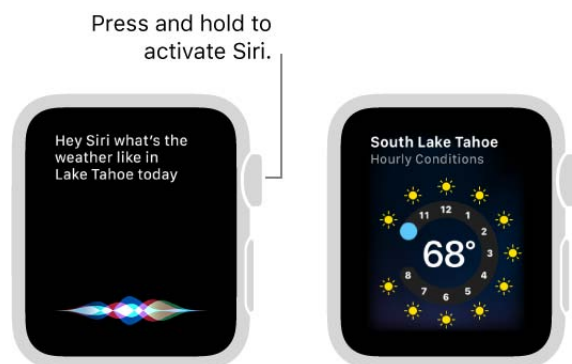 Press and hold to
activate Siri.
Hey Siri what's the
weather like in
Lake Tahoe today
South Lake Tahoe
Hourly Conditions
11 12 1
2
3
4
5
6
7
8
68°